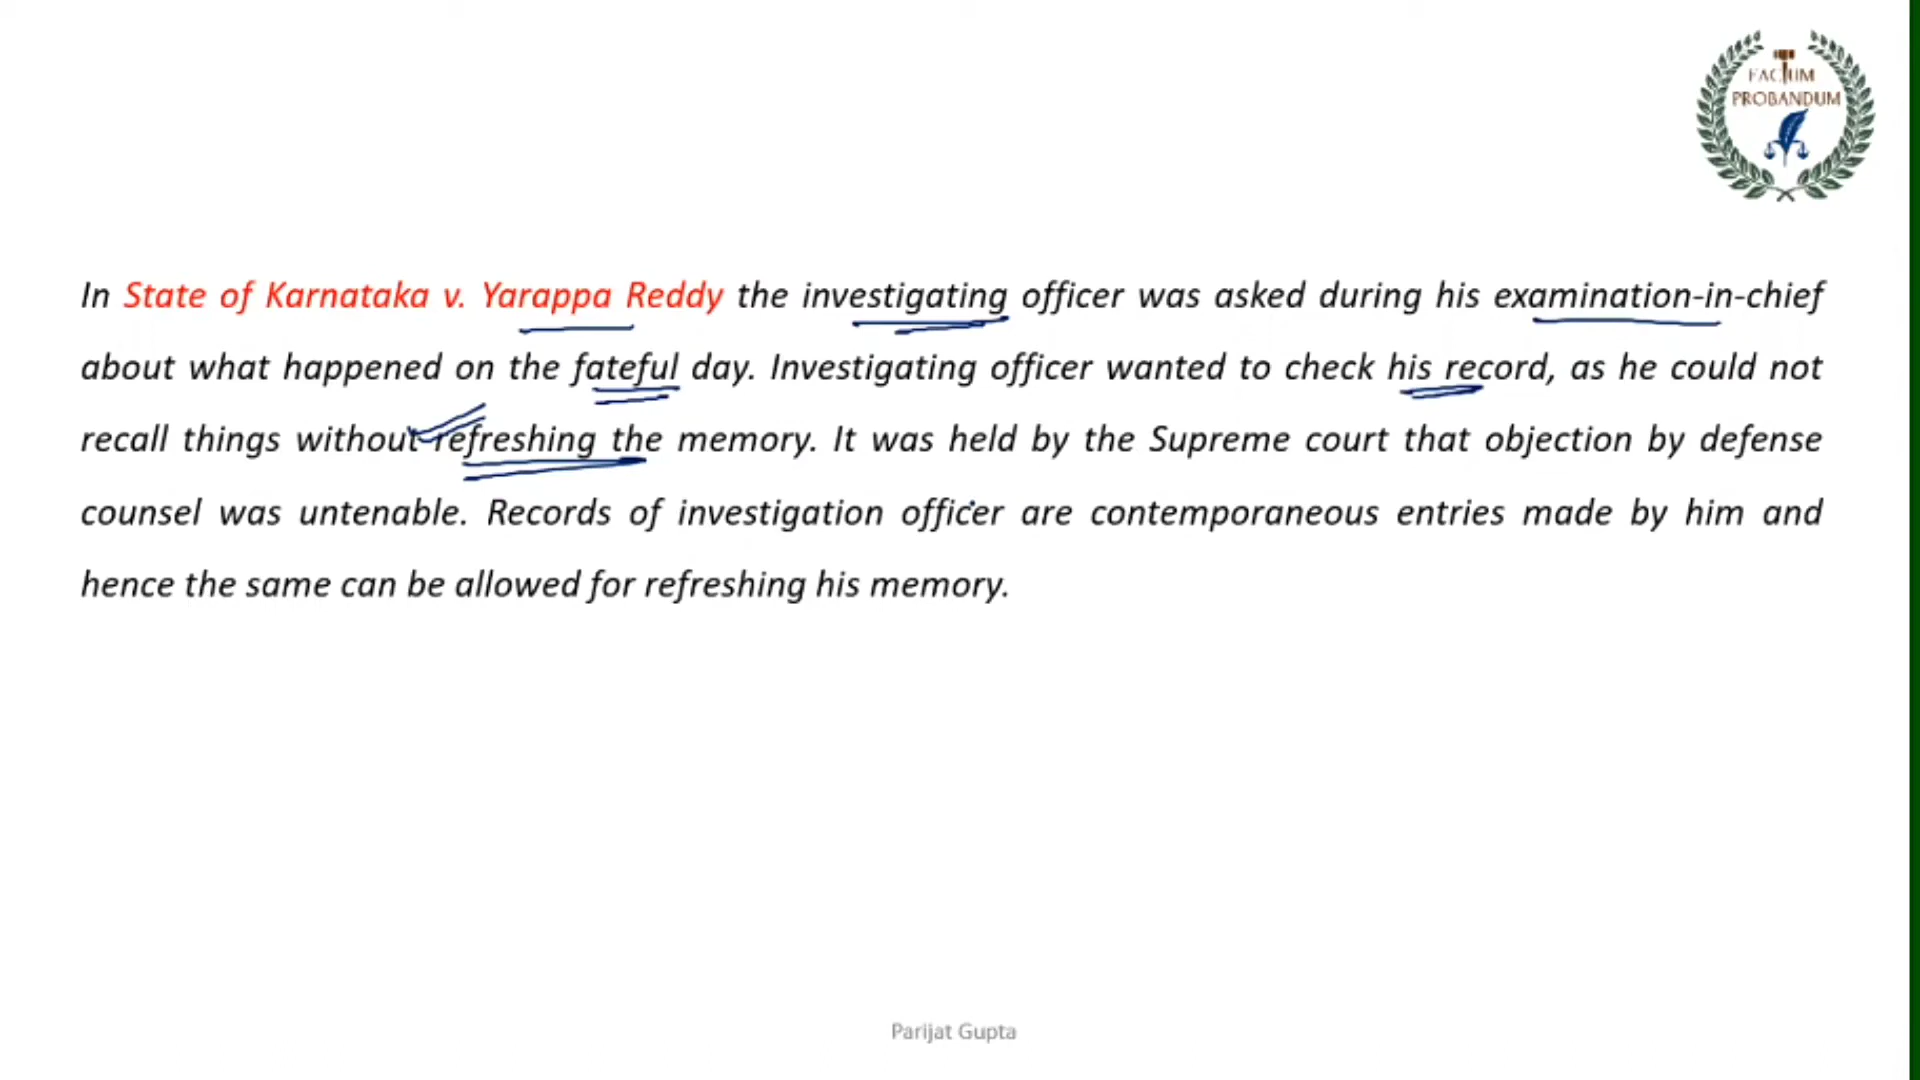 FACTUM
PROBANDUM
In State of Karnataka v. Yarappa Reddy the investigating officer was asked during his examination-in-chief
about what happened on the fateful day. Investigating officer wanted to check his record, as he could not
recall things without refreshing the memory. It was held by the Supreme court that objection by defense
counsel was untenable. Records of investigation officer are contemporaneous entries made by him and
hence the same can be allowed for refreshing his memory.
Parijat Gupta